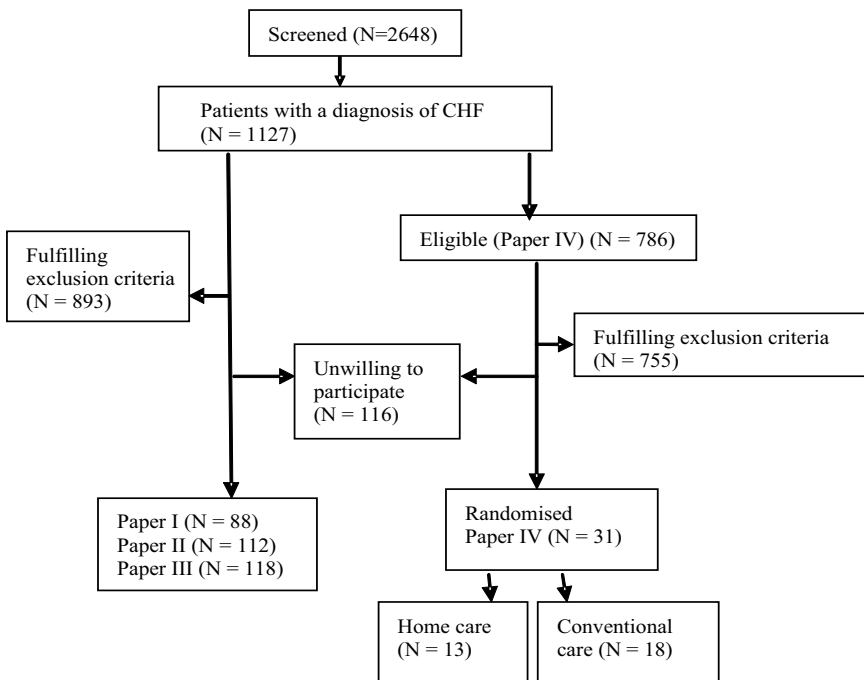 Screened (N=2648)
Patients with a diagnosis of CHF
(N = 1127)
Eligible (Paper IV) (N = 786)
Fulfilling
exclusion criteria
(N = 893)
Fulfilling exclusion criteria
(N = 755)
Unwilling to
participate
(N = 116)
Paper I (N = 88)
Paper II (N = 112)
Paper III (N = 118)
Randomised
Paper IV (N = 31)
Home care
(N = 13)
Conventional
care (N = 18)